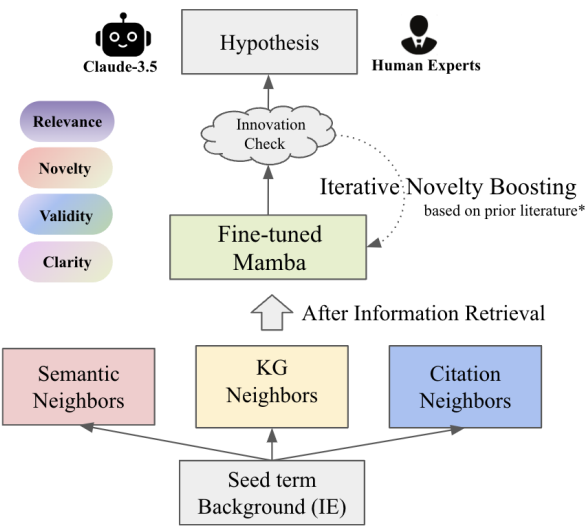 Hypothesis
Claude-3.5
Human Experts
Relevance
Novelty
Validity
Clarity
Innovation
Check
Iterative Novelty Boosting
based on prior literature*
Fine-tuned
Mamba
After Information Retrieval
Semantic
Neighbors
KG
Neighbors
Citation
Neighbors
Seed term
Background (IE)